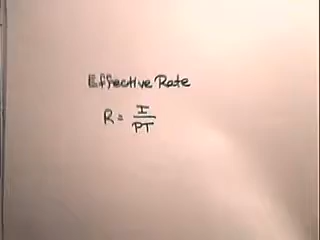 Effective Rate
R = I/PT